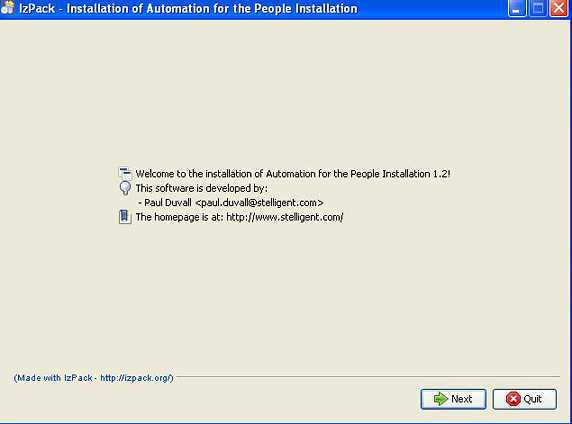 IzPack - Installation of Automation for the People Installation
Welcome to the installation of Automation for the People Installation 1.2!
This software is developed by:
- Paul Duvall <paul.duvall@stelligent.com>
The homepage is at: http://www.stelligent.com/
(Made with IzPack - http://izpack.org/)
Next
Quit